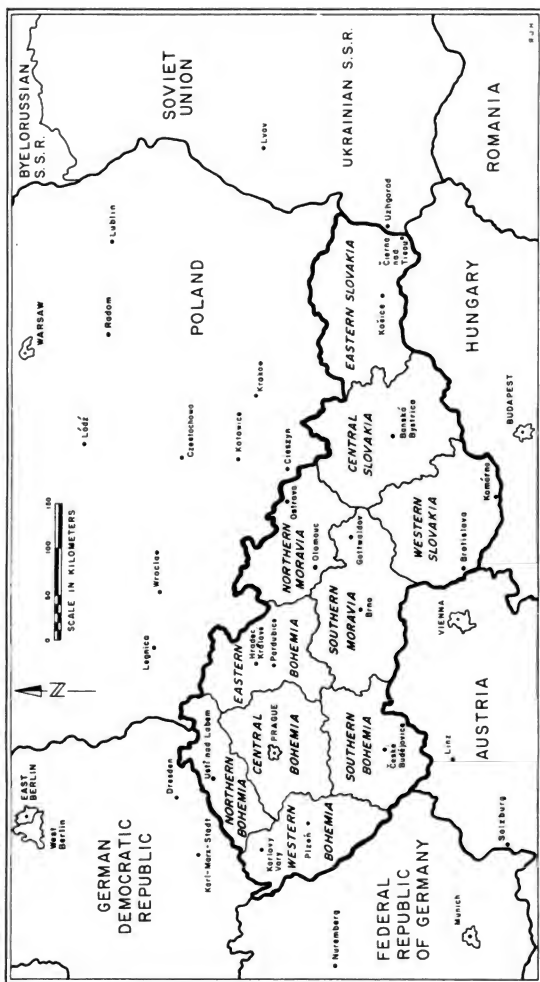 BYELORUSSIAN
S.S.R.
SOVIET
UNION
Lvov
UKRAINIAN S.S.R.
ROMANIA
R.J.H.
WARSAW
Lublin
Radom
POLAND
Łódź
Częstochowa
Katowice
Krakow
Cieszyn
Wroclaw
Legnica
0 50 100 150
SCALE IN KILOMETERS
N
EAST
BERLIN
West
Berlin
GERMAN
DEMOCRATIC
REPUBLIC
Dresden
Karl-Marx-Stadt
Ustí nad Labem
NORTHERN
BOHEMIA
Karlovy
Vary
WESTERN
BOHEMIA
Plzeň
CENTRAL
BOHEMIA
PRAGUE
EASTERN
BOHEMIA
Hradec
Králové
Pardubice
SOUTHERN
BOHEMIA
České
Budějovice
NORTHERN
MORAVIA
Ostrava
Olomouc
SOUTHERN
MORAVIA
Brno
Gottwaldov
WESTERN
SLOVAKIA
Bratislava
Komarno
CENTRAL
SLOVAKIA
Banská
Bystrica
EASTERN SLOVAKIA
Košice
Čierna
nad
Tisou
Uzhgorod
HUNGARY
BUDAPEST
VIENNA
AUSTRIA
Linz
Salzburg
FEDERAL
REPUBLIC
OF GERMANY
Nuremberg
Munich